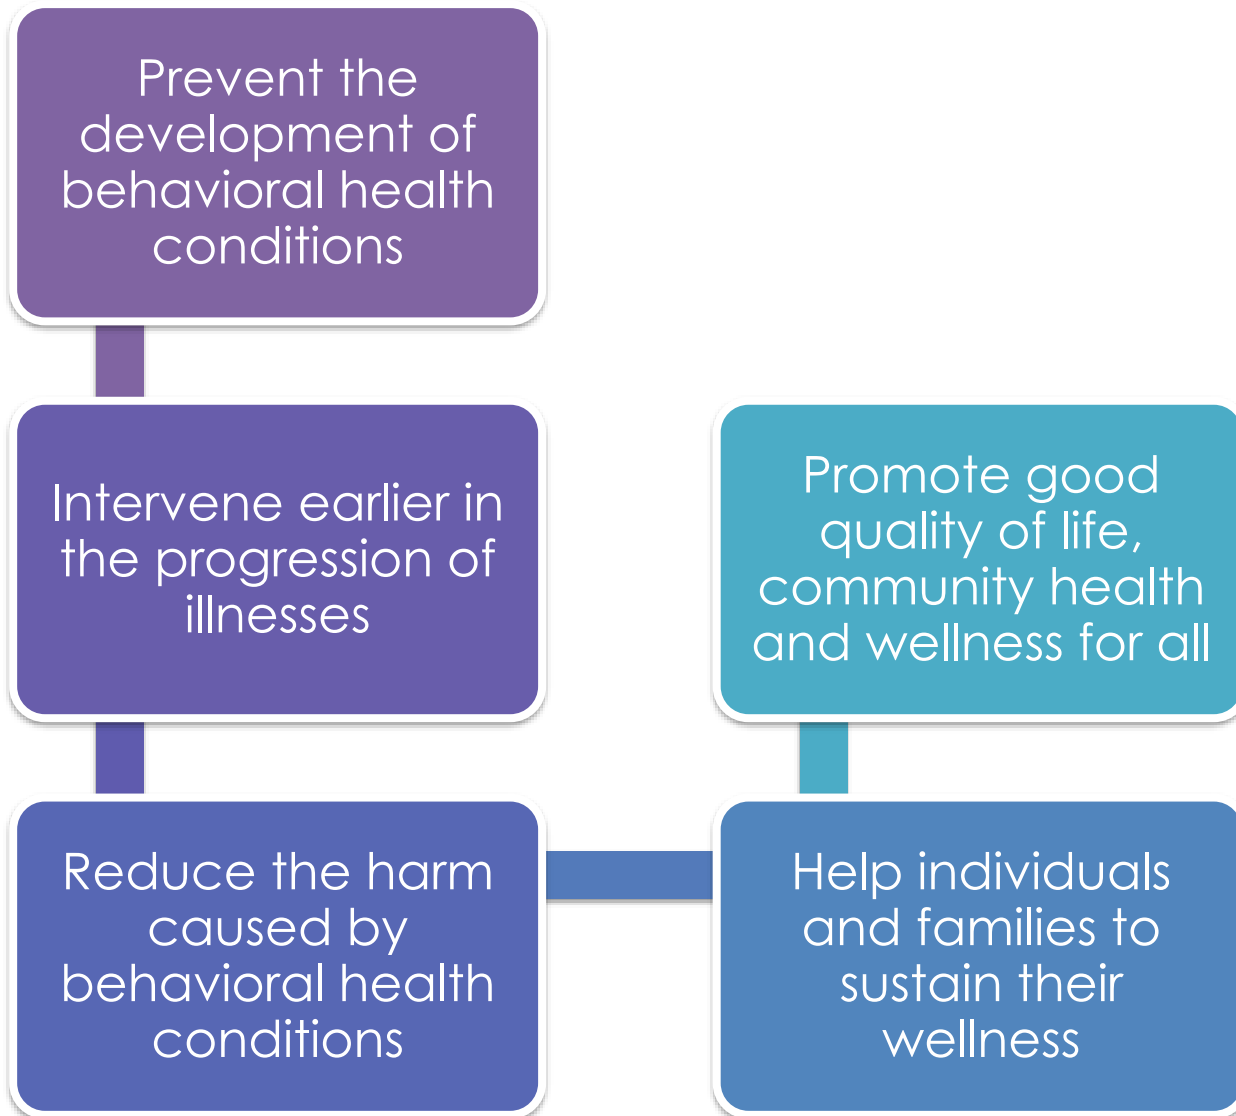 Prevent the
development of
behavioral health
conditions
Intervene earlier in
the progression of
illnesses
Reduce the harm
caused by
behavioral health
conditions
Help individuals
and families to
sustain their
wellness
Promote good
quality of life,
community health
and wellness for all